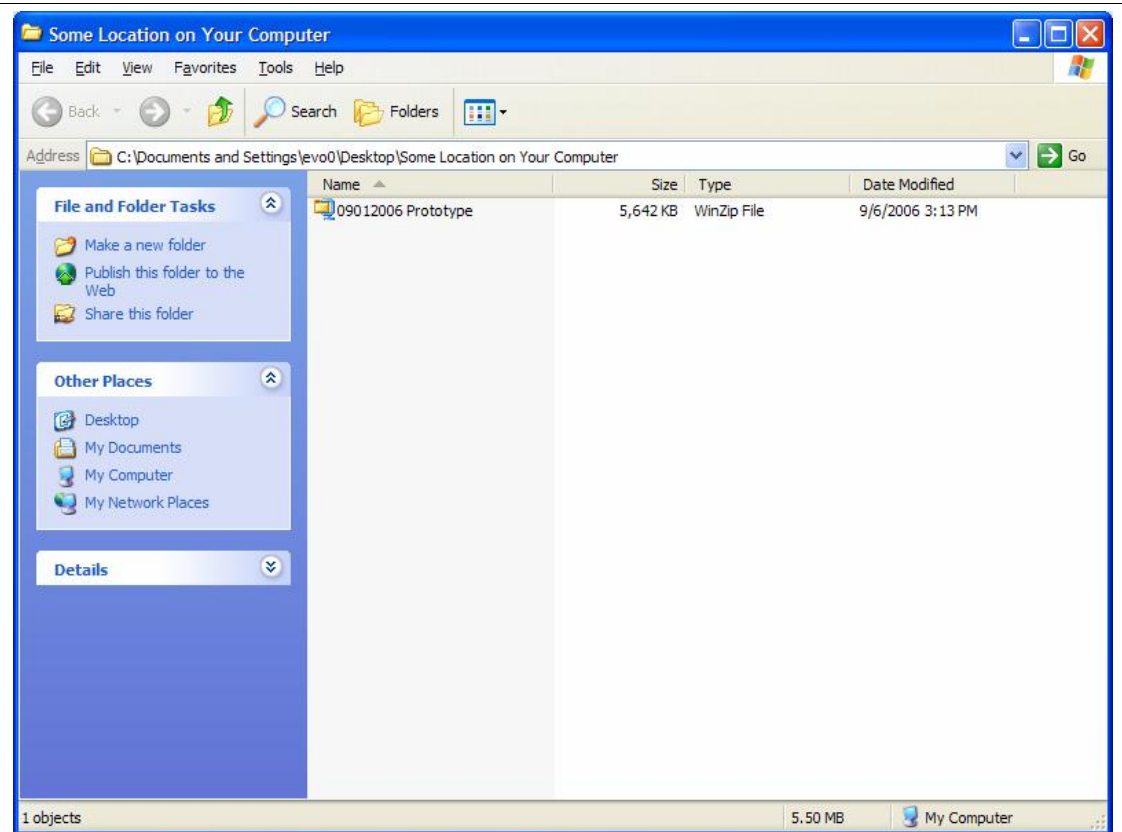 Some Location on Your Computer
File Edit View Favorites Tools Help
Back Search Folders
Address C:\Documents and Settings\evo0\Desktop\Some Location on Your Computer Go
Name Size Type Date Modified
File and Folder Tasks
09012006 Prototype 5,642 KB WinZip File 9/6/2006 3:13 PM
Make a new folder
Publish this folder to the
Web
Share this folder
Other Places
Desktop
My Documents
My Computer
My Network Places
Details
1 objects 5.50 MB My Computer